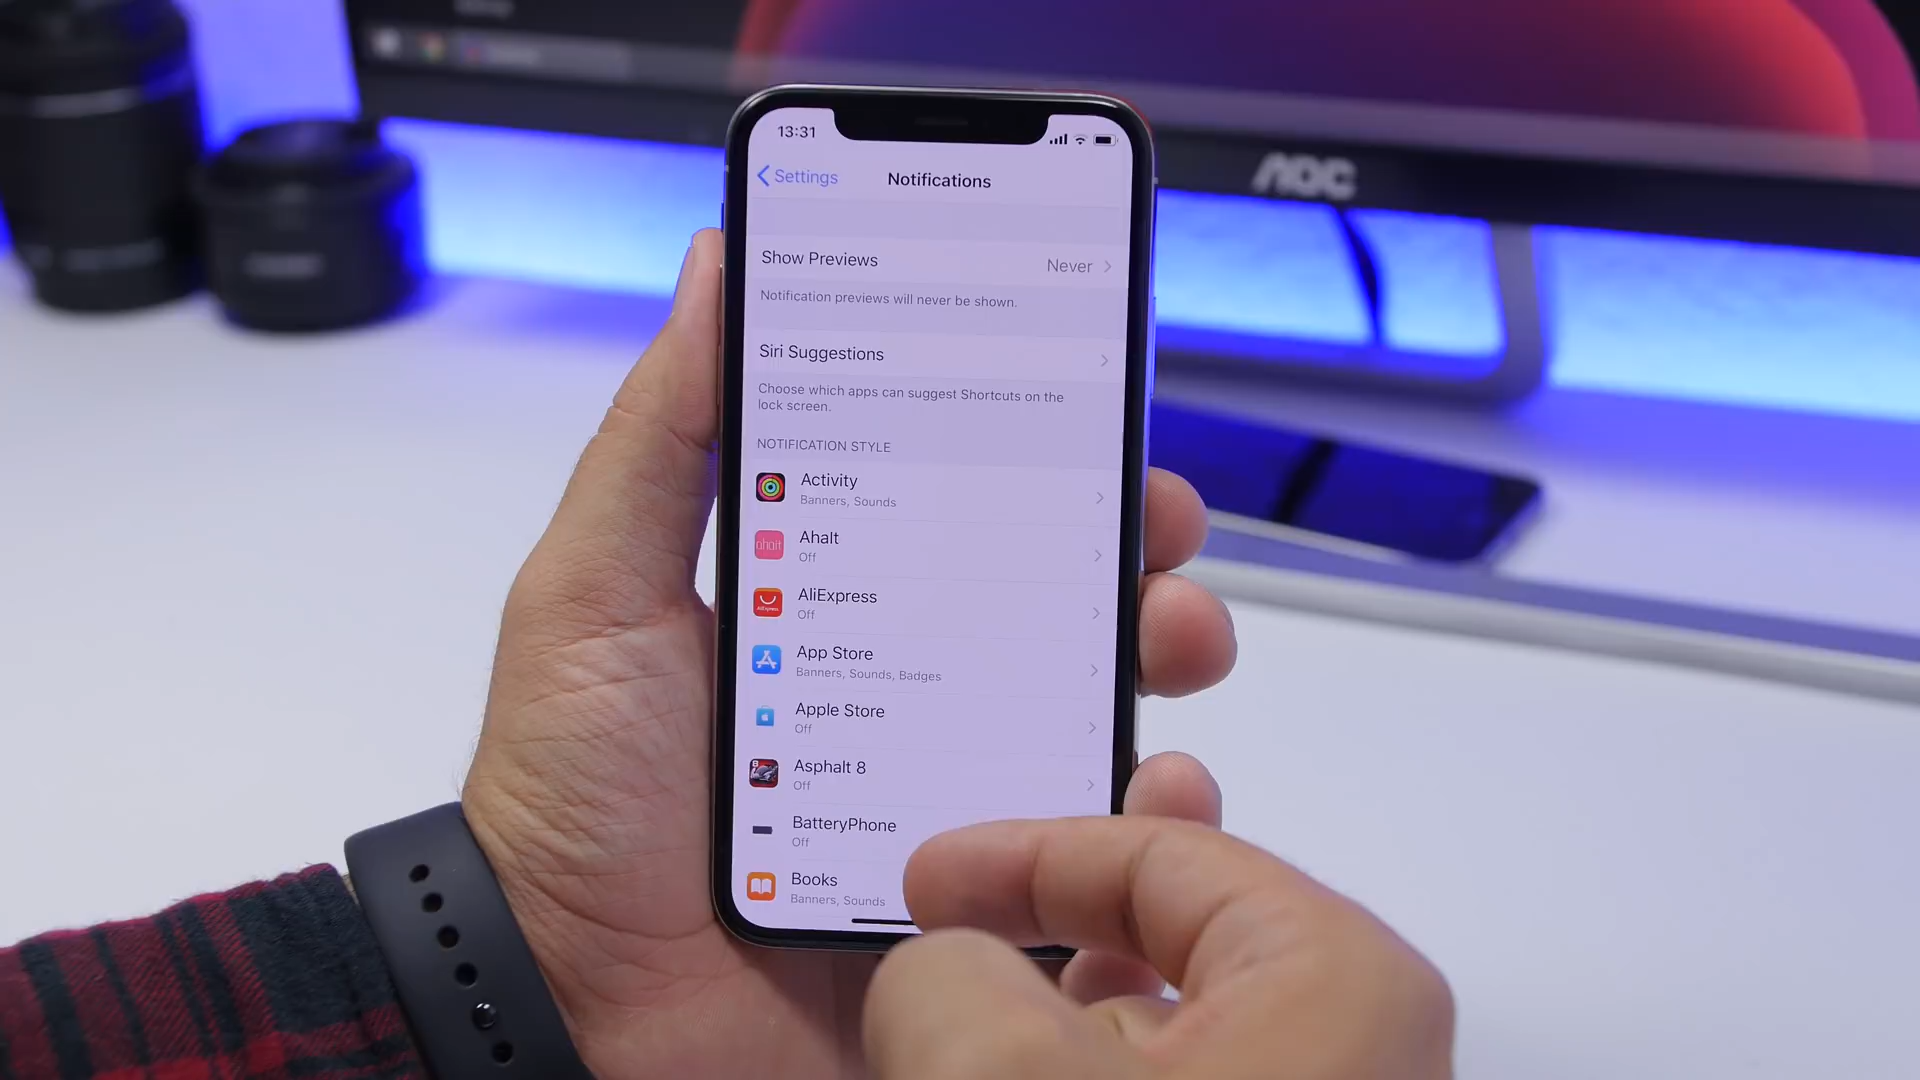 AOC
13:31
Settings
Notifications
Show Previews
Never
Notification previews will never be shown.
Siri Suggestions
Choose which apps can suggest Shortcuts on the
lock screen.
NOTIFICATION STYLE
Activity
Banners, Sounds
ahalt
Ahalt
Off
AliExpress
AliExpress
Off
App Store
Banners, Sounds, Badges
Apple Store
Off
Asphalt 8
Off
BatteryPhone
Off
Books
Banners, Sounds